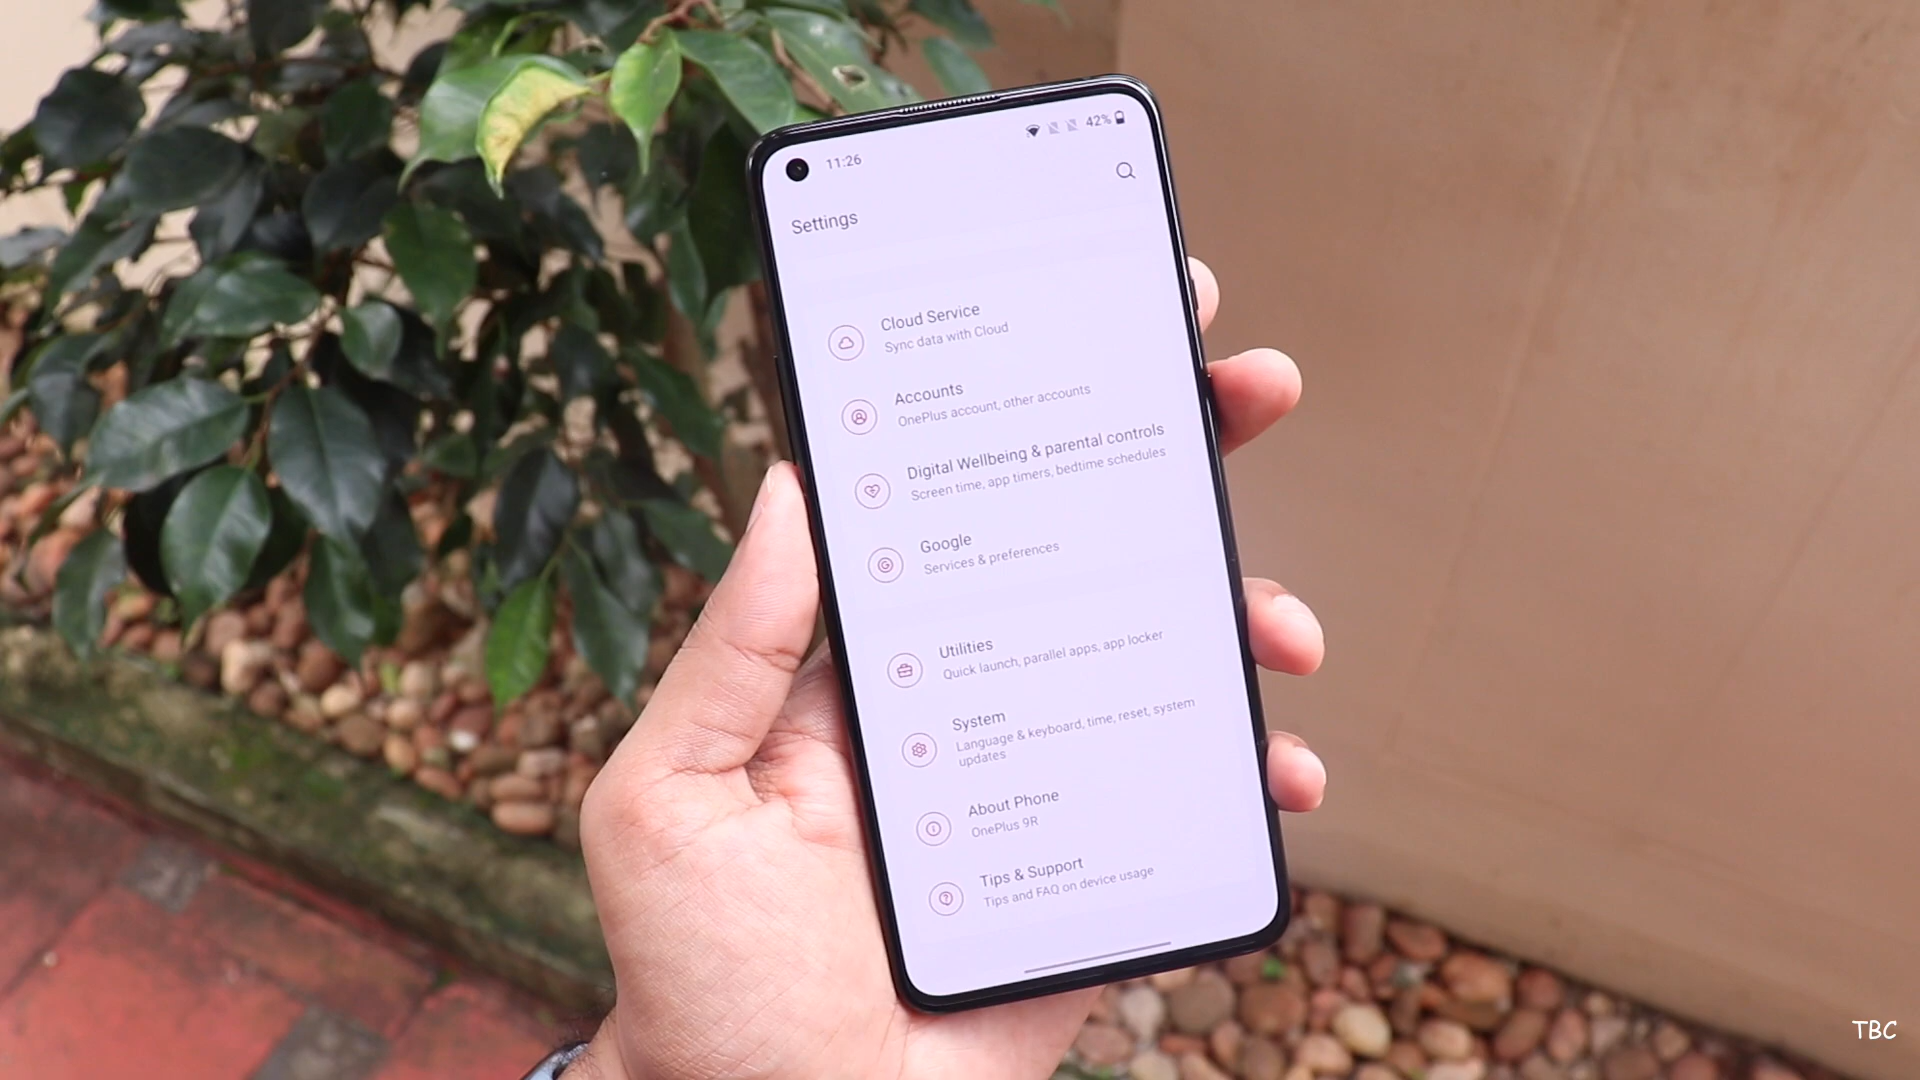 11:26
42%
Settings
Cloud Service
Sync data with Cloud
Accounts
OnePlus account, other accounts
Digital Wellbeing & parental controls
Screen time, app timers, bedtime schedules
Google
Services & preferences
Utilities
Quick launch, parallel apps, app locker
System
Language & keyboard, time, reset, system
updates
About Phone
OnePlus 9R
Tips & Support
Tips and FAQ on device usage
TBC